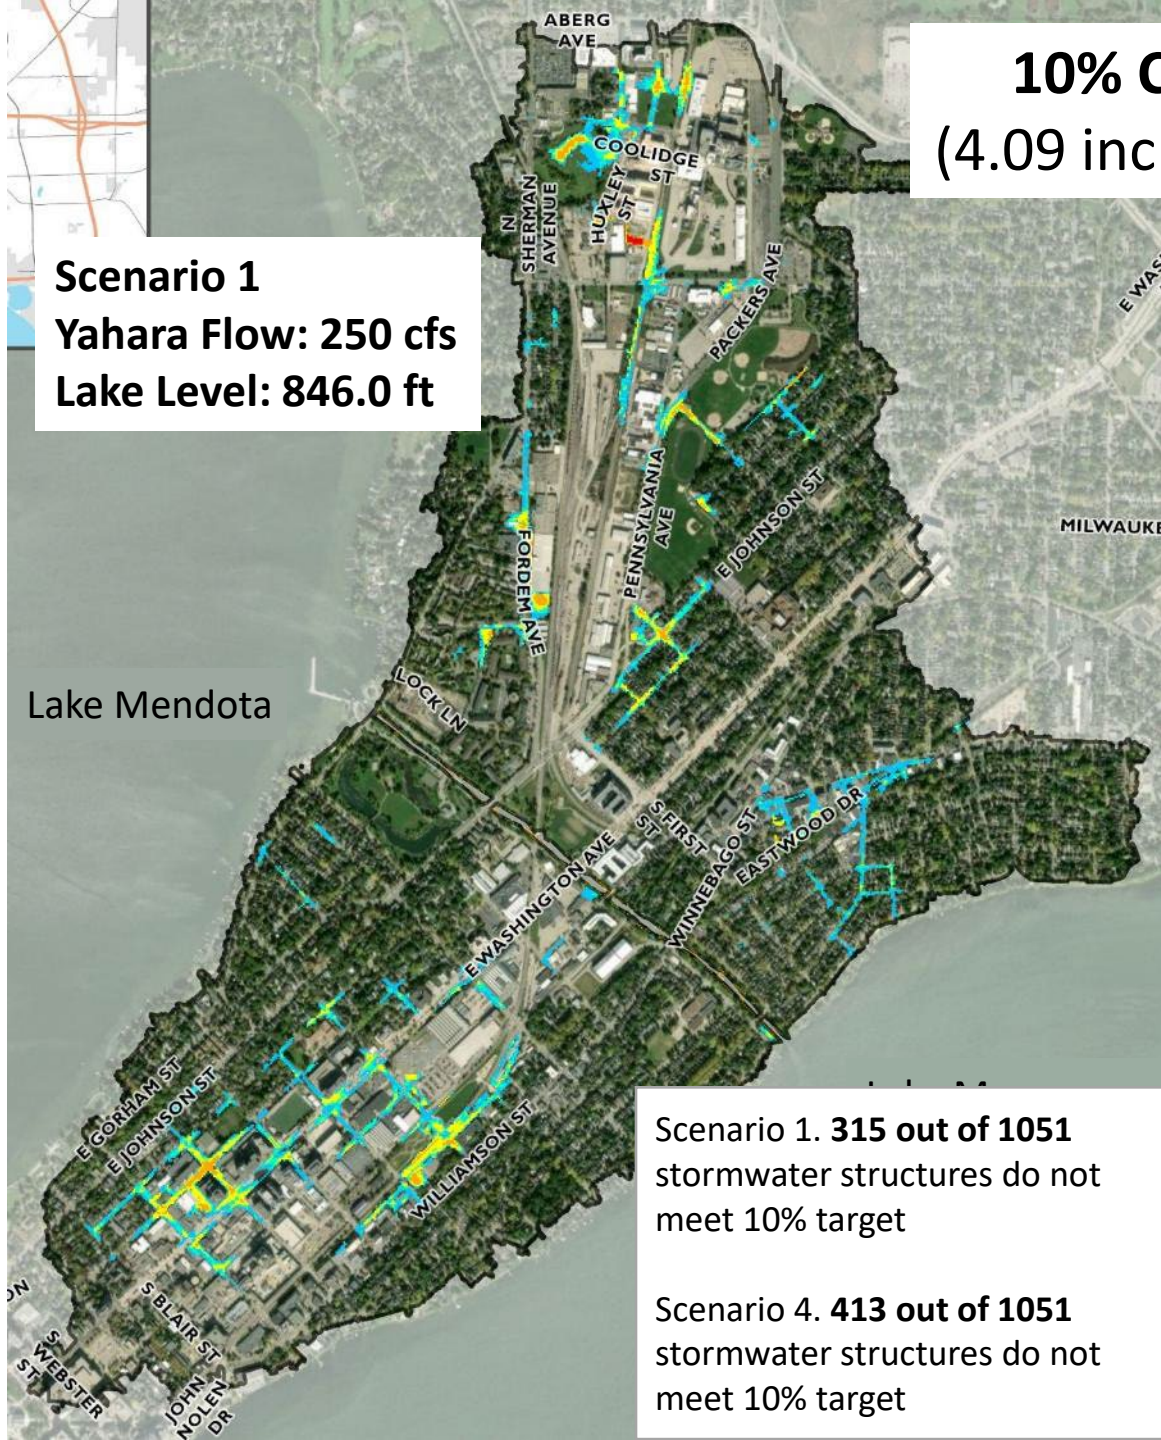 ABERG
AVE
10% C
(4.09 inc
COOLIDGE
ST
HUXLEY
ST
N
SHERMAN
AVENUE
Scenario 1
Yahara Flow: 250 cfs
Lake Level: 846.0 ft
PACKERS AVE
E WAS
PENNSYLVANIA
AVE
E JOHNSON ST
MILWAUKE
FORDEM AVE
Lake Mendota
LOCK LN
S FIRST
ST
WINNEBAGO ST
EASTWOOD DR
E WASHINGTON AVE
E GORHAM ST
E JOHNSON ST
WILLIAMSON ST
Scenario 1. 315 out of 1051
stormwater structures do not
meet 10% target
Scenario 4. 413 out of 1051
stormwater structures do not
meet 10% target
ON
S BLAIR ST
S
WEBSTER
ST
JOHN
NOLEN
DR